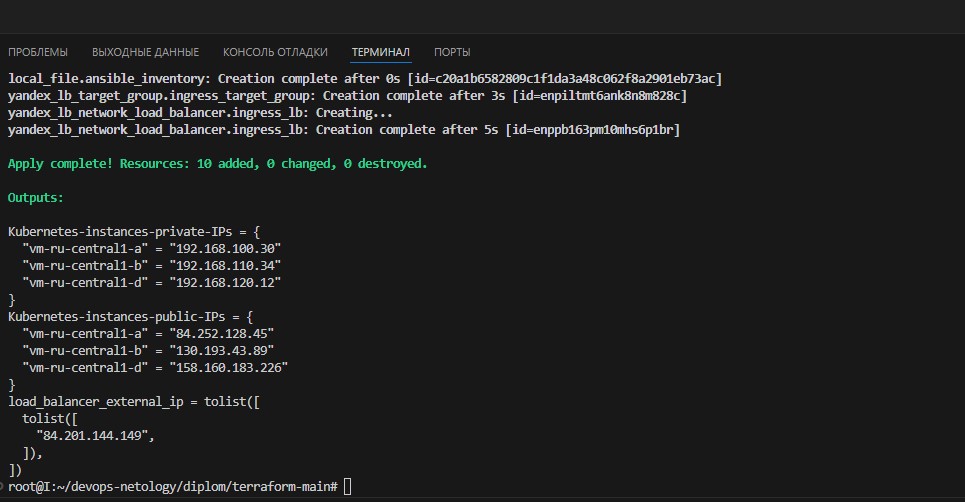 ПРОБЛЕМЫ ВЫХОДНЫЕ ДАННЫЕ КОНСОЛЬ ОТЛАДКИ ТЕРМИНАЛ ПОРТЫ
local_file.ansible_inventory: Creation complete after 0s [id=c20a1b6582809c1f1da3a48c062f8a2901eb73ac]
yandex_lb_target_group.ingress_target_group: Creation complete after 3s [id=enpiltmt6ank8n8m828c]
yandex_lb_network_load_balancer.ingress_lb: Creating...
yandex_lb_network_load_balancer.ingress_lb: Creation complete after 5s [id=enppb163pm10mhs6p1br]
Apply complete! Resources: 10 added, 0 changed, 0 destroyed.
Outputs:
Kubernetes-instances-private-IPs = {
"vm-ru-central1-a" = "192.168.100.30"
"vm-ru-central1-b" = "192.168.110.34"
"vm-ru-central1-d" = "192.168.120.12"
}
Kubernetes-instances-public-IPs = {
"vm-ru-central1-a" = "84.252.128.45"
"vm-ru-central1-b" = "130.193.43.89"
"vm-ru-central1-d" = "158.160.183.226"
}
load_balancer_external_ip = tolist([
tolist([
"84.201.144.149",
]),
])
root@I:~/devops-netology/diplom/terraform-main#